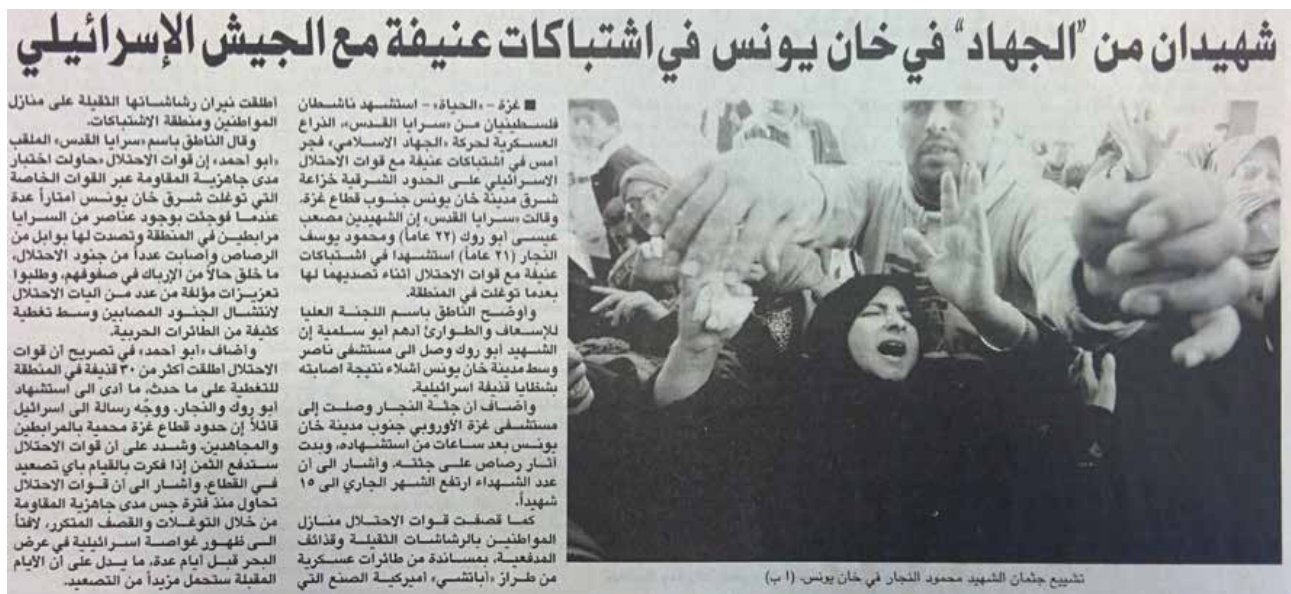 شهيدان من "الجهاد" في خان يونس في اشتباكات عنيفة مع الجيش الإسرائيلي
■ غزة - «الحياة» - استشهد ناشطان
فلسطينيان من «سرايا القدس»، الذراع
العسكرية لحركة «الجهاد الاسلامي» فجر
امس في اشتباكات عنيفة مع قوات الاحتلال
الاسرائيلي على الحدود الشرقية خزاعة
شرق مدينة خان يونس جنوب قطاع غزة.
وقالت «سرايا القدس» إن الشهيدين مصعب
عيسى أبو روك (٢٢ عاماً) ومحمود يوسف
النجار (٢١ عاماً) استشهدا في اشتباكات
عنيفة مع قوات الاحتلال أثناء تصديهما لها
بعدما توغلت في المنطقة.
وأوضح الناطق باسم اللجنة العليا
للإسعاف والطوارئ أدهم أبو سلمية إن
الشهيد أبو روك وصل الى مستشفى ناصر
وسط مدينة خان يونس أشلاء نتيجة اصابته
بشظايا قذيفة اسرائيلية.
وأضاف أن جثة النجار وصلت إلى
مستشفى غزة الأوروبي جنوب مدينة خان
يونس بعد ساعات من استشهاده، وبدت
آثار رصاص على جثته. وأشار الى أن
عدد الشهداء ارتفع الشهر الجاري الى ١٥
شهيداً.
كما قصفت قوات الاحتلال منازل
المواطنين بالرشاشات الثقيلة وقذائف
المدفعية، بمساندة من طائرات عسكرية
من طراز «أباتشي» أميركية الصنع التي
أطلقت نيران رشاشاتها الثقيلة على منازل
المواطنين ومنطقة الاشتباكات.
وقال الناطق باسم «سرايا القدس» الملقب
«أبو أحمد» إن قوات الاحتلال «حاولت اختبار
مدى جاهزية المقاومة عبر القوات الخاصة
التي توغلت شرق خان يونس أمتاراً عدة
عندما فوجئت بوجود عناصر من السرايا
مرابطين في المنطقة وتصدت لها بوابل من
الرصاص وأصابت عدداً من جنود الاحتلال،
ما خلق حالاً من الإرباك في صفوفهم، وطلبوا
تعزيزات مؤلفة من عدد من آليات الاحتلال
لانتشال الجنود المصابين وسط تغطية
كثيفة من الطائرات الحربية.
وأضاف «أبو أحمد» في تصريح أن قوات
الاحتلال اطلقت أكثر من ٣٠ قذيفة في المنطقة
للتغطية على ما حدث، ما أدى الى استشهاد
أبو روك والنجار. ووجّه رسالة الى اسرائيل
قائلاً إن حدود قطاع غزة محمية بالمرابطين
والمجاهدين، وشدد على أن قوات الاحتلال
ستدفع الثمن إذا فكرت بالقيام بأي تصعيد
في القطاع. وأشار الى أن قوات الاحتلال
تحاول منذ فترة جس مدى جاهزية المقاومة
من خلال التوغلات والقصف المتكرر، لافتاً
الى ظهور غواصة اسرائيلية في عرض
البحر قبل أيام عدة، ما يدل على أن الأيام
المقبلة ستحمل مزيداً من التصعيد.
تشييع جثمان الشهيد محمود النجار في خان يونس. (ا ب)